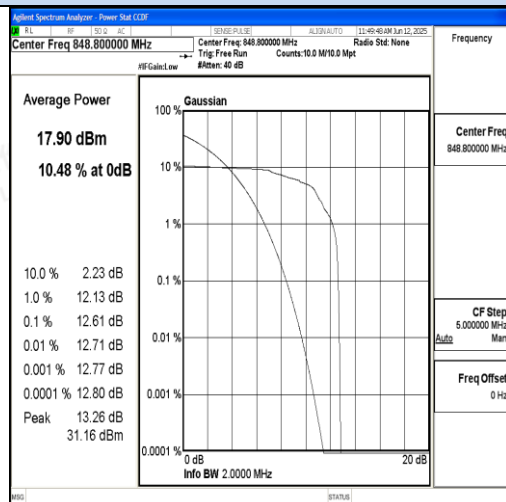 Agilent Spectrum Analyzer - Power Stat CCDF
RL RF 50 Ω AC SENSE:PULSE ALIGNAUTO 11:49:48 AM Jun 12, 2025
Center Freq 848.800000 MHz
Center Freq: 848.800000 MHz Radio Std: None
Trig: Free Run Counts:10.0 M/10.0 Mpt
#IFGain:Low #Atten: 40 dB
Frequency
Average Power
17.90 dBm
10.48 % at 0dB
10.0 % 2.23 dB
1.0 % 12.13 dB
0.1 % 12.61 dB
0.01 % 12.71 dB
0.001 % 12.77 dB
0.0001 % 12.80 dB
Peak 13.26 dB
31.16 dBm
Gaussian
100 %
10 %
1 %
0.1 %
0.01 %
0.001 %
0.0001 %
0 dB 20 dB
Info BW 2.0000 MHz
Center Freq
848.800000 MHz
CF Step
5.000000 MHz
Auto Man
Freq Offset
0 Hz
MSG STATUS